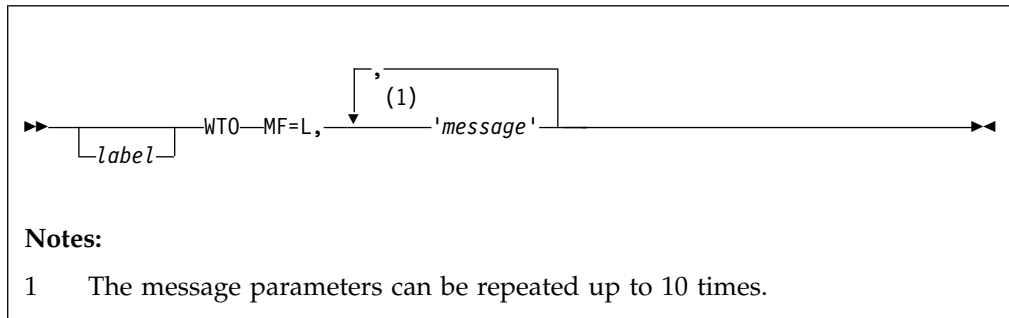 ,
(1)
WTO MF=L, 'message'
label
Notes:
1 The message parameters can be repeated up to 10 times.